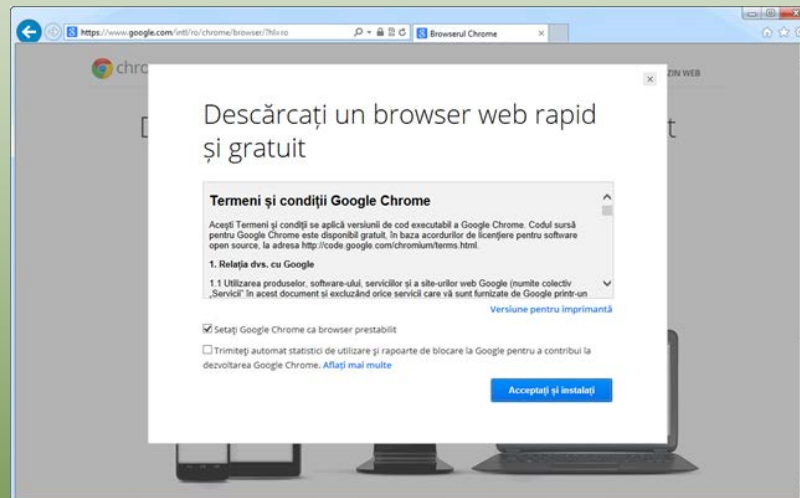 https://www.google.com/intl/ro/chrome/browser/?hl=ro
Browserul Chrome
chro
ZIN WEB
D
t
Descărcați un browser web rapid
și gratuit
Termeni și condiții Google Chrome
Acești Termeni și condiții se aplică versiunii de cod executabil a Google Chrome. Codul sursă
pentru Google Chrome este disponibil gratuit, în baza acordurilor de licențiere pentru software
open source, la adresa http://code.google.com/chromium/terms.html.
1. Relația dvs. cu Google
1.1 Utilizarea produselor, software-ului, serviciilor și a site-urilor web Google (numite colectiv
„Servicii” în acest document și excluzând orice servicii care vă sunt furnizate de Google printr-un
Versiune pentru imprimantă
Setați Google Chrome ca browser prestabilit
Trimiteți automat statistici de utilizare și rapoarte de blocare la Google pentru a contribui la
dezvoltarea Google Chrome. Aflați mai multe
Acceptați și instalați